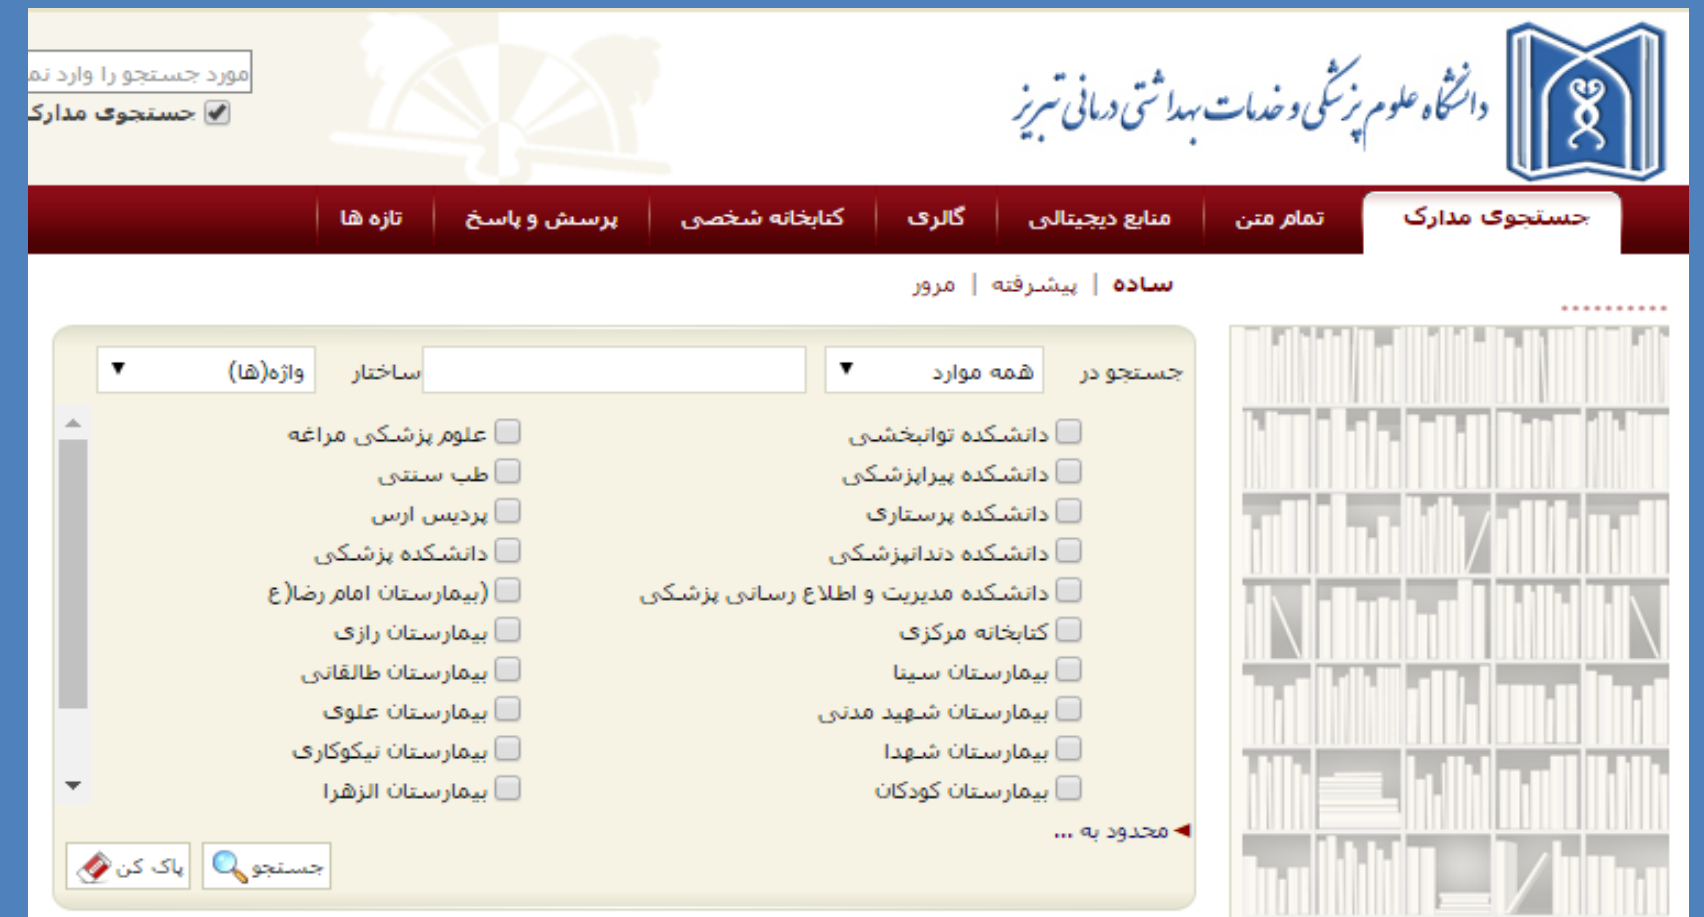 دانشگاه علوم پزشکی و خدمات بهداشتی درمانی تبریز
مورد جستجو را وارد نم
جستجوی مدارک
جستجوی مدارک
تمام متن
منابع دیجیتالی
گالری
کتابخانه شخصی
پرسش و پاسخ
تازه ها
ساده | پیشرفته | مرور
جستجو در همه موارد ساختار واژه(ها)
دانشکده توانبخشی علوم پزشکی مراغه
دانشکده پیراپزشکی طب سنتی
دانشکده پرستاری پردیس ارس
دانشکده دندانپزشکی دانشکده پزشکی
دانشکده مدیریت و اطلاع رسانی پزشکی (بیمارستان امام رضا(ع
کتابخانه مرکزی بیمارستان رازی
بیمارستان سینا بیمارستان طالقانی
بیمارستان شهید مدنی بیمارستان علوی
بیمارستان شهدا بیمارستان نیکوکاری
بیمارستان کودکان بیمارستان الزهرا
محدود به ...
جستجو پاک کن